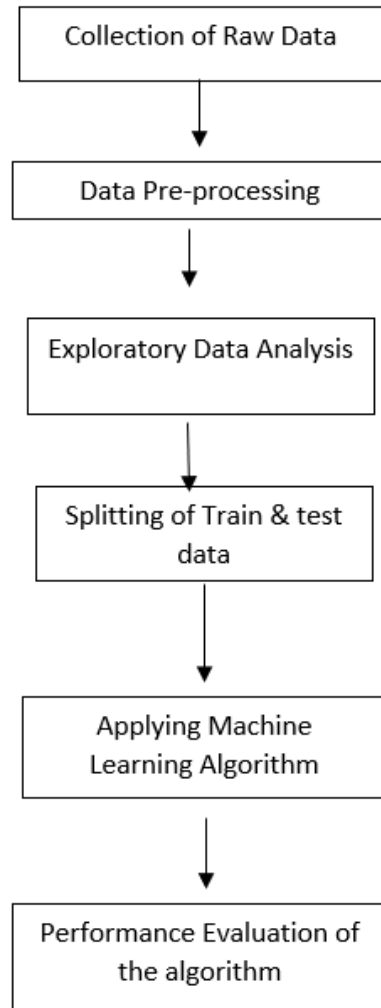 Collection of Raw Data
Data Pre-processing
Exploratory Data Analysis
Splitting of Train & test
data
Applying Machine
Learning Algorithm
Performance Evaluation of
the algorithm